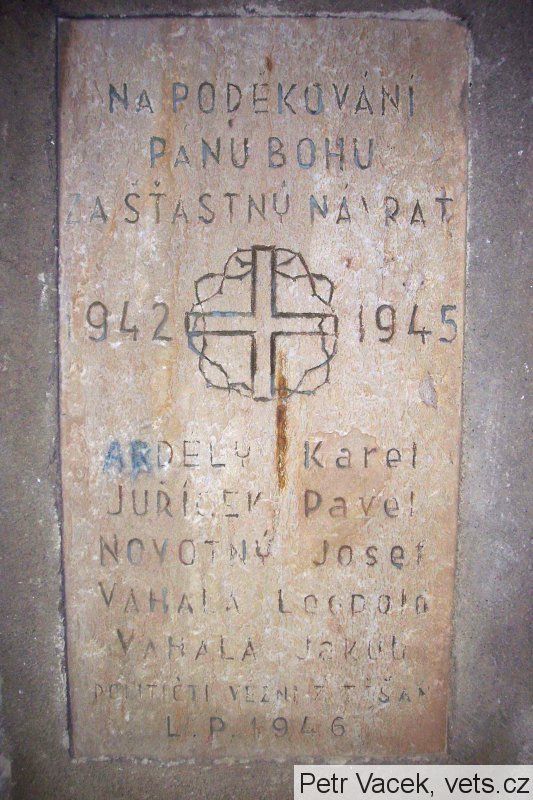 NA PODĚKOVÁNÍ
PÁNU BOHU
ZA ŠŤASTNÝ NÁVRAT
1942 1945
ARDELY Karel
JUŘÍČEK Pavel
NOVOTNÝ Josef
VAHALA Leopold
VAHALA Jakub
POLITIČTÍ VĚZNI Z TĚŠAN
L.P. 1946
Petr Vacek, vets.cz